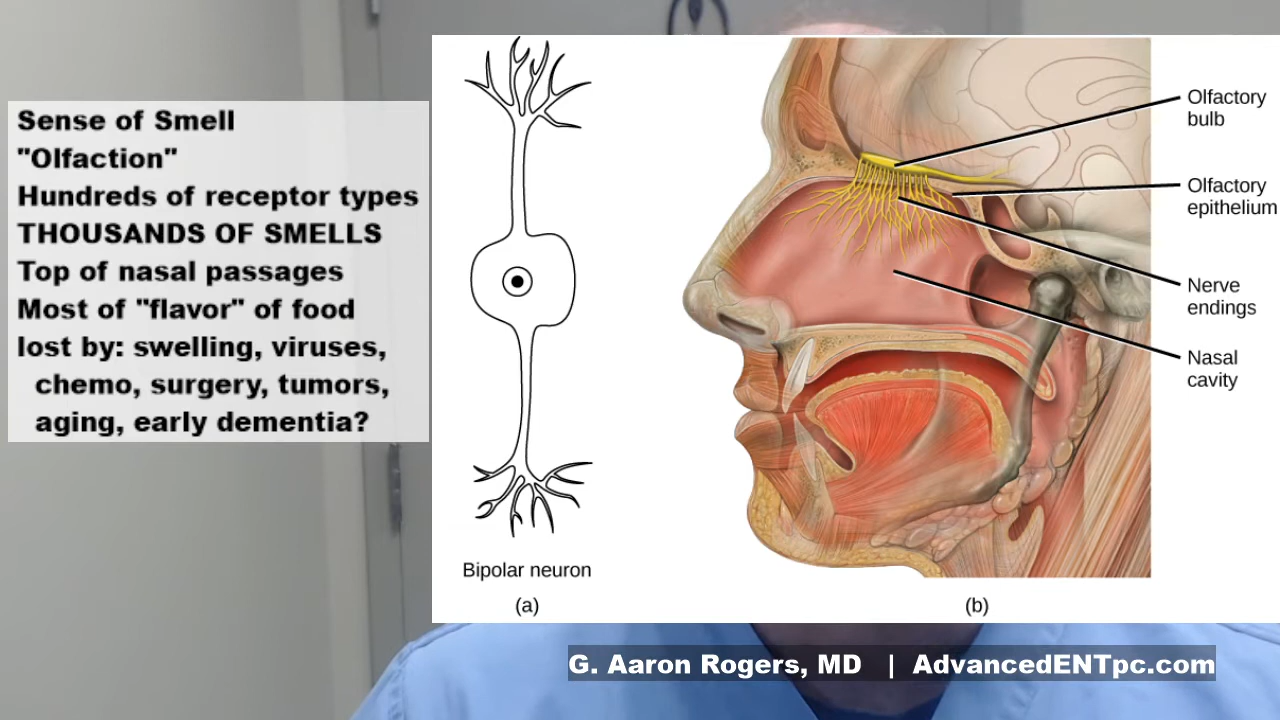 Sense of Smell
"Olfaction"
Hundreds of receptor types
THOUSANDS OF SMELLS
Top of nasal passages
Most of "flavor" of food
lost by: swelling, viruses,
chemo, surgery, tumors,
aging, early dementia?
Bipolar neuron
(a)
Olfactory
bulb
Olfactory
epithelium
Nerve
endings
Nasal
cavity
(b)
G. Aaron Rogers, MD | AdvancedENTpc.com